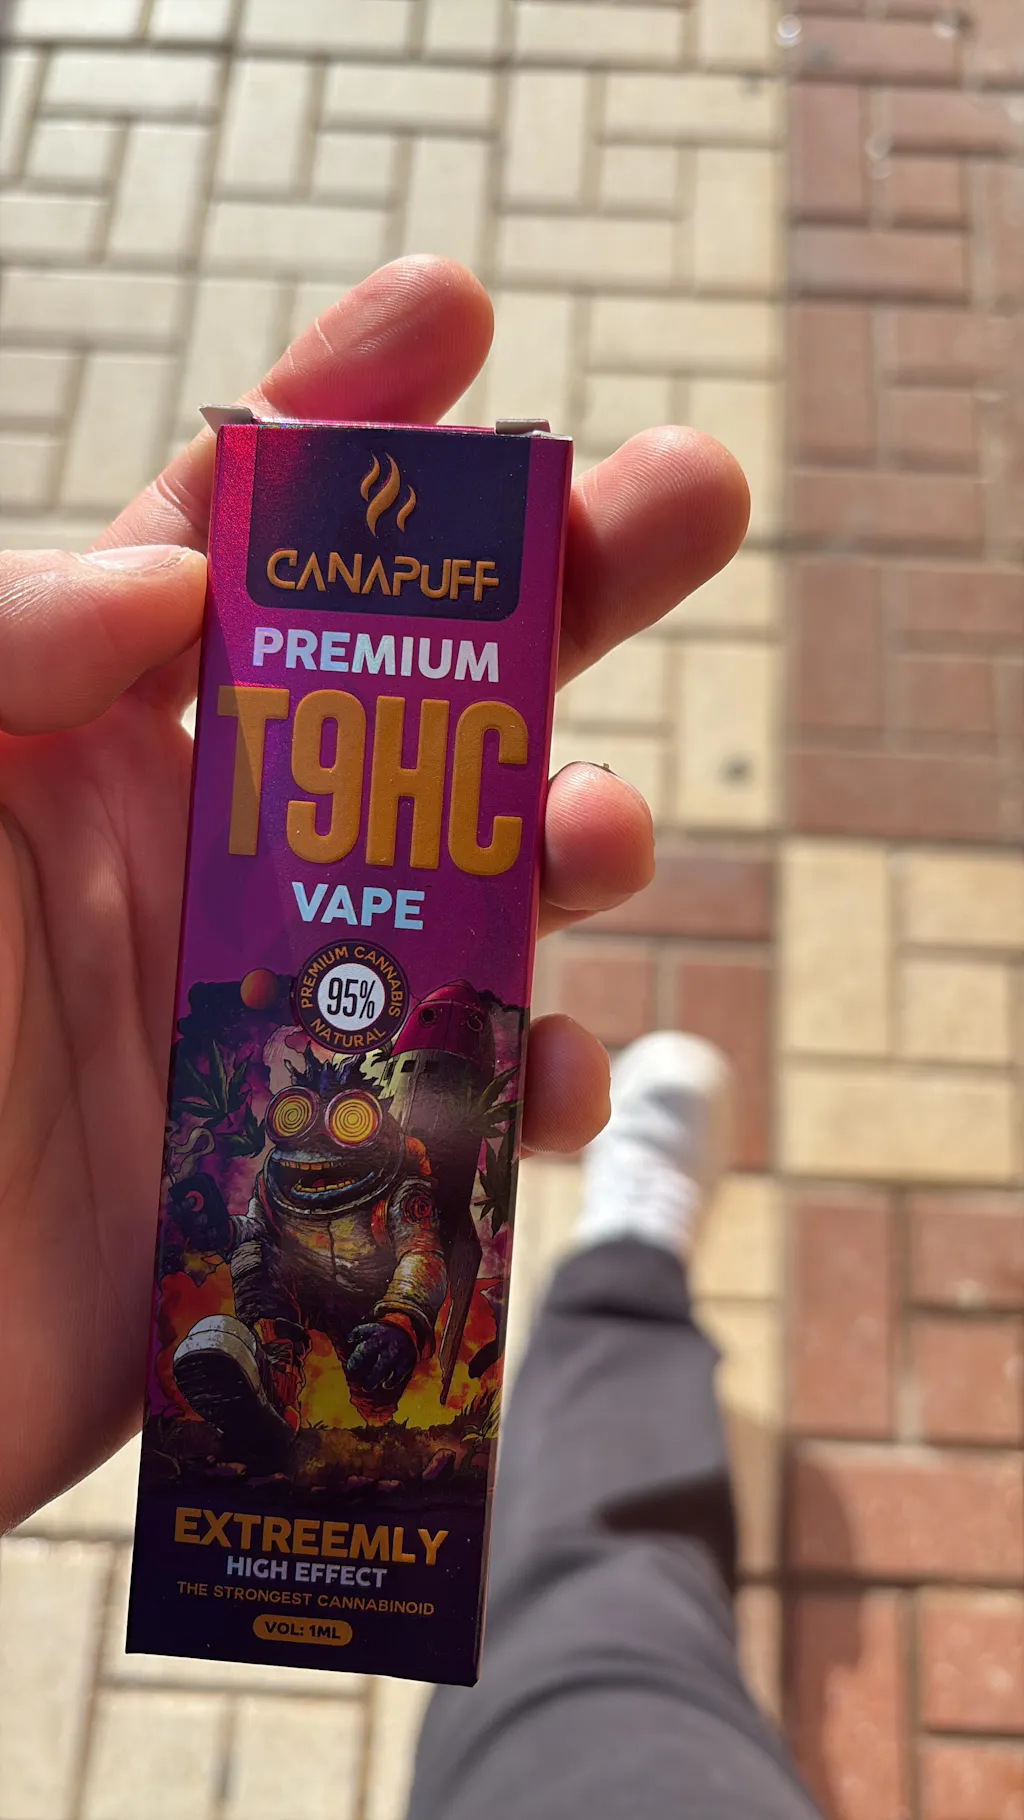 CANAPUFF
PREMIUM
T9HC
VAPE
PREMIUM CANNABIS
95%
NATURAL
EXTREEMLY
HIGH EFFECT
THE STRONGEST CANNABINOID
VOL: 1ML